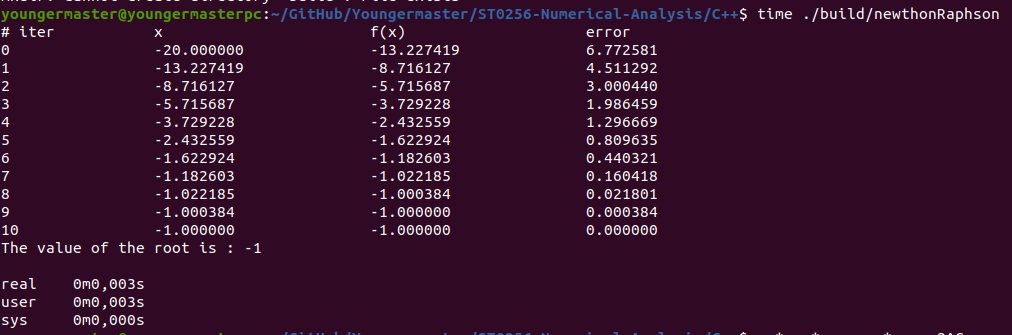 youngermaster@youngermasterpc:~/GitHub/Youngermaster/ST0256-Numerical-Analysis/C++$ time ./build/newthonRaphson
# iter x f(x) error
0 -20.000000 -13.227419 6.772581
1 -13.227419 -8.716127 4.511292
2 -8.716127 -5.715687 3.000440
3 -5.715687 -3.729228 1.986459
4 -3.729228 -2.432559 1.296669
5 -2.432559 -1.622924 0.809635
6 -1.622924 -1.182603 0.440321
7 -1.182603 -1.022185 0.160418
8 -1.022185 -1.000384 0.021801
9 -1.000384 -1.000000 0.000384
10 -1.000000 -1.000000 0.000000
The value of the root is : -1
real 0m0,003s
user 0m0,003s
sys 0m0,000s